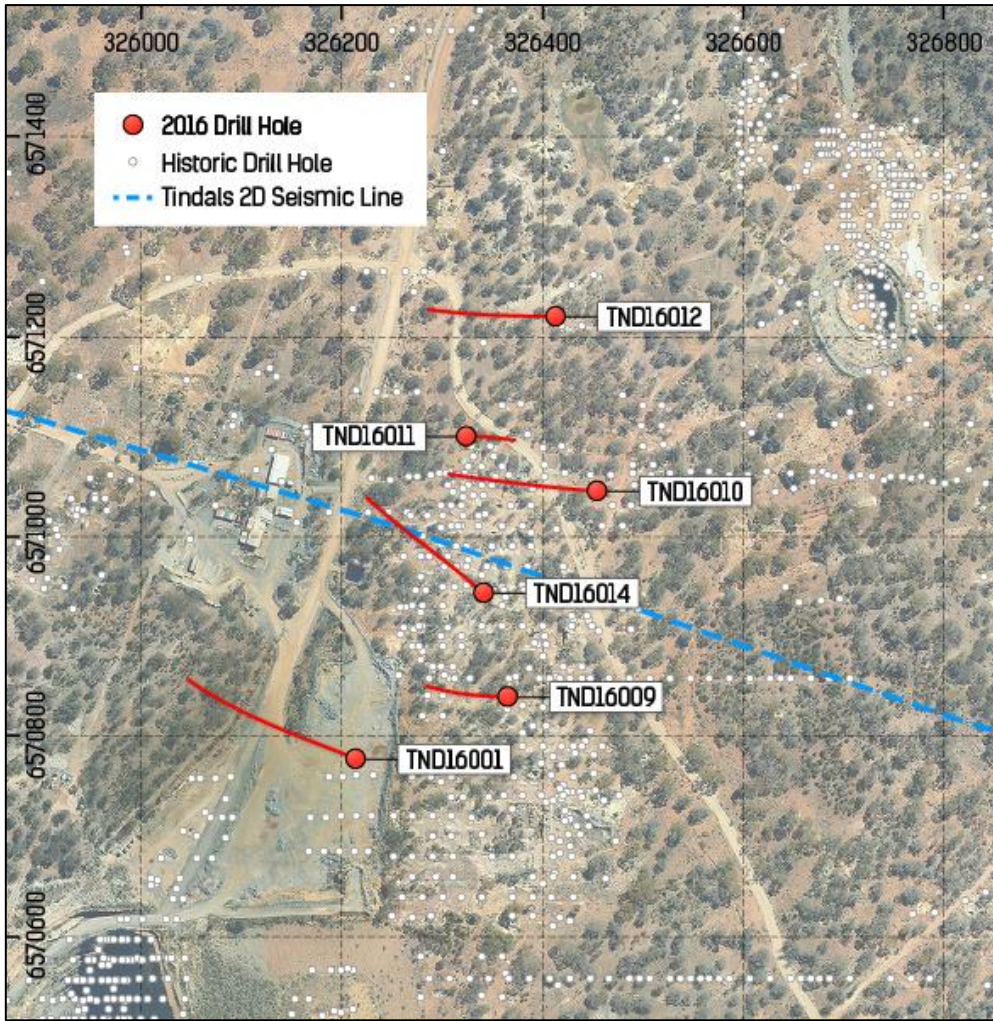 326000
326200
326400
326600
326800
6571400
6571200
6571000
6570800
6570600
2016 Drill Hole
Historic Drill Hole
Tindals 2D Seismic Line
TND16012
TND16011
TND16010
TND16014
TND16009
TND16001